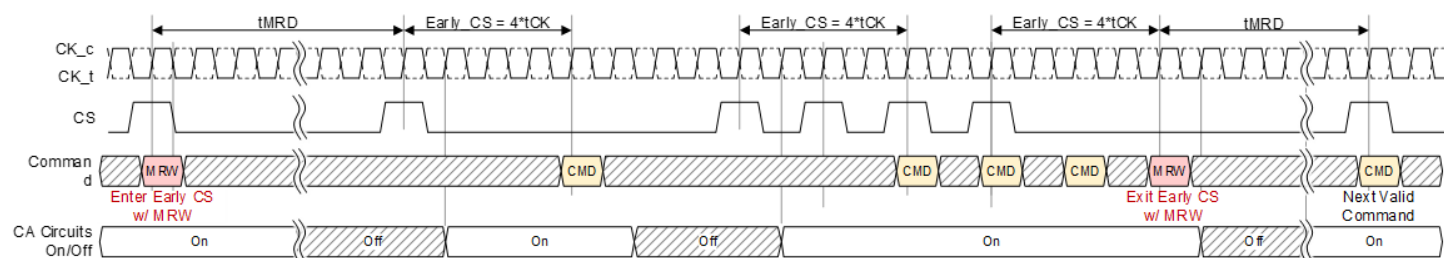 tMRD Early_CS = 4*tCK Early_CS = 4*tCK Early_CS = 4*tCK tMRD
CK_c
CK_t
CS
Comman
d
MRW CMD CMD CMD CMD MRW CMD
Enter Early CS
w/ MRW
Exit Early CS
w/ MRW
Next Valid
Command
CA Circuits
On/Off
On Off On Off On Off On